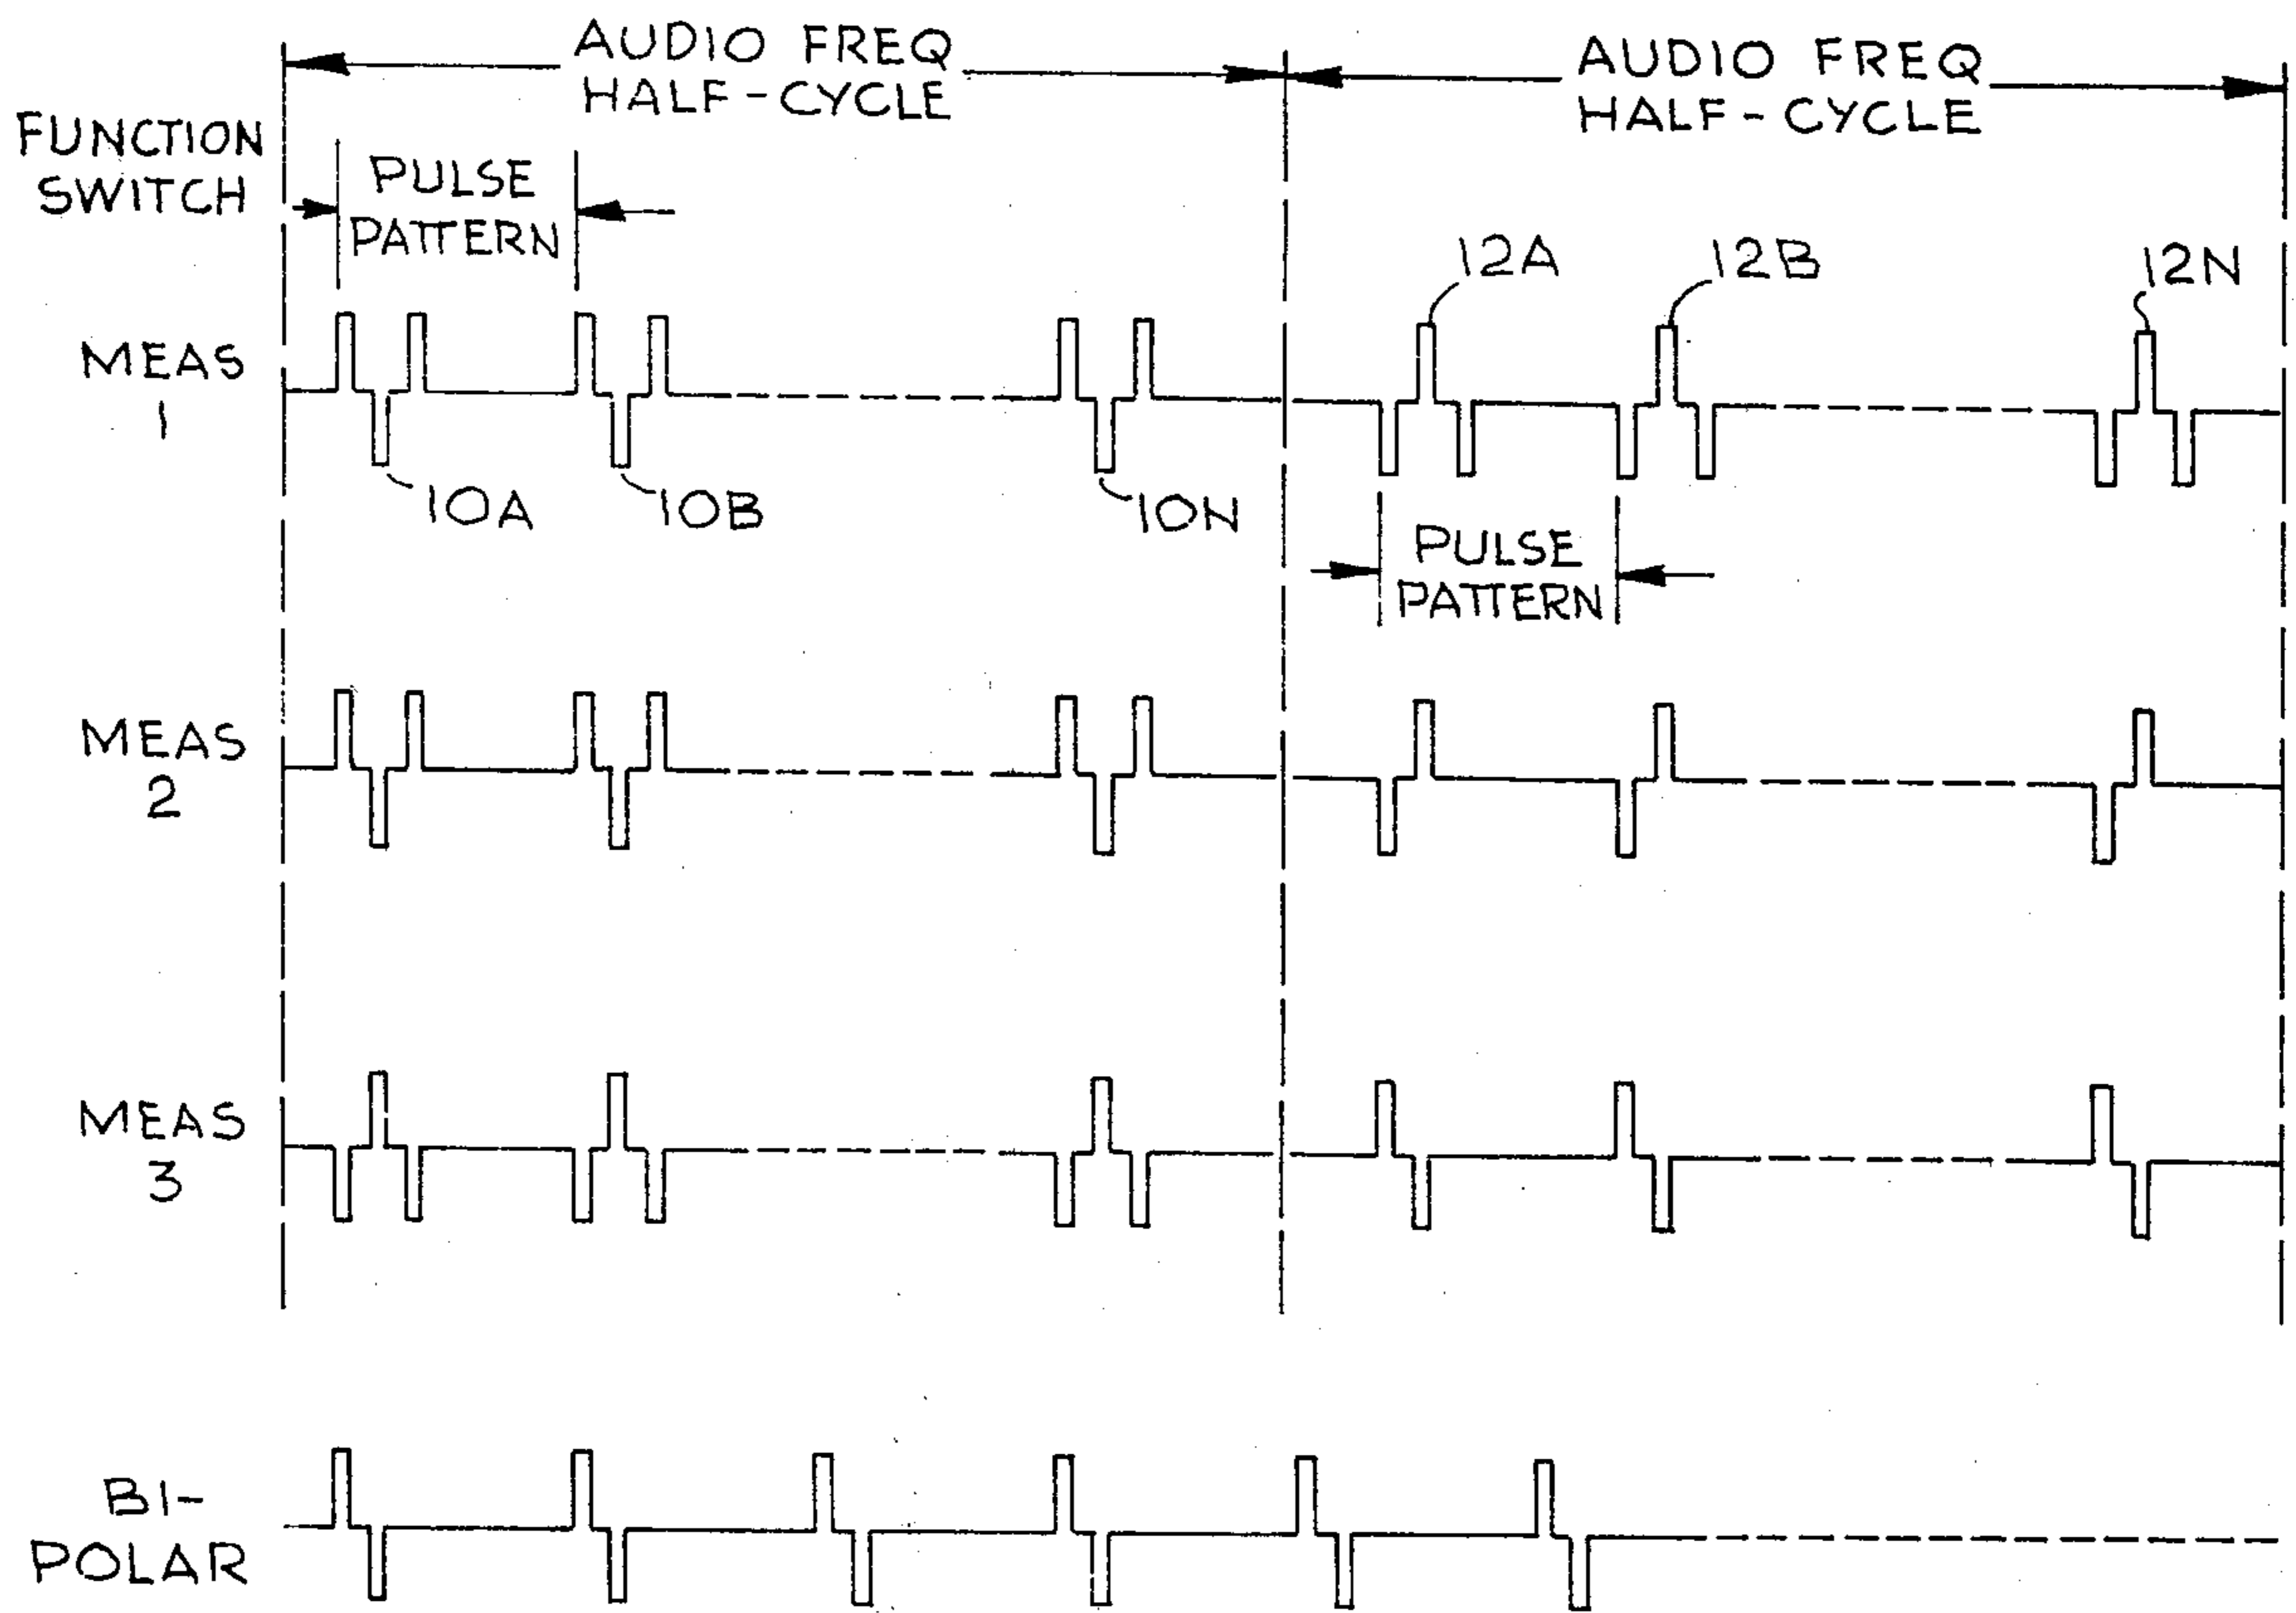 AUDIO FREQ
HALF-CYCLE
AUDIO FREQ
HALF-CYCLE
FUNCTION
SWITCH
PULSE
PATTERN
12A
12B
12N
MEAS
1
10A
10B
10N
PULSE
PATTERN
MEAS
2
MEAS
3
BI-
POLAR